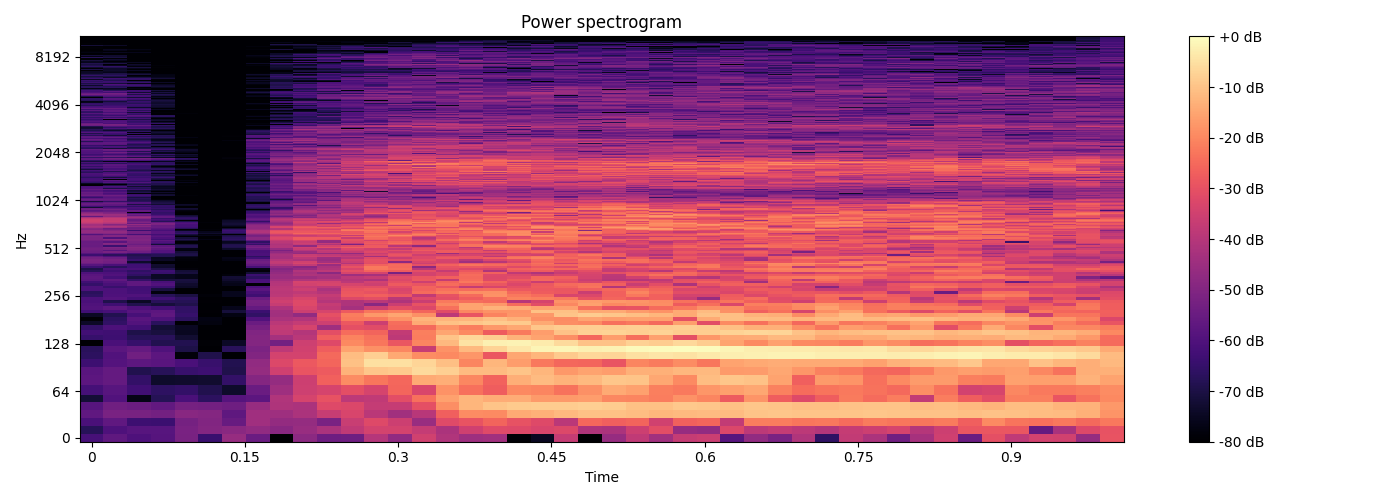 Power spectrogram
8192
4096
2048
1024
512
256
128
64
0
Hz
0 0.15 0.3 0.45 0.6 0.75 0.9
Time
+0 dB
-10 dB
-20 dB
-30 dB
-40 dB
-50 dB
-60 dB
-70 dB
-80 dB